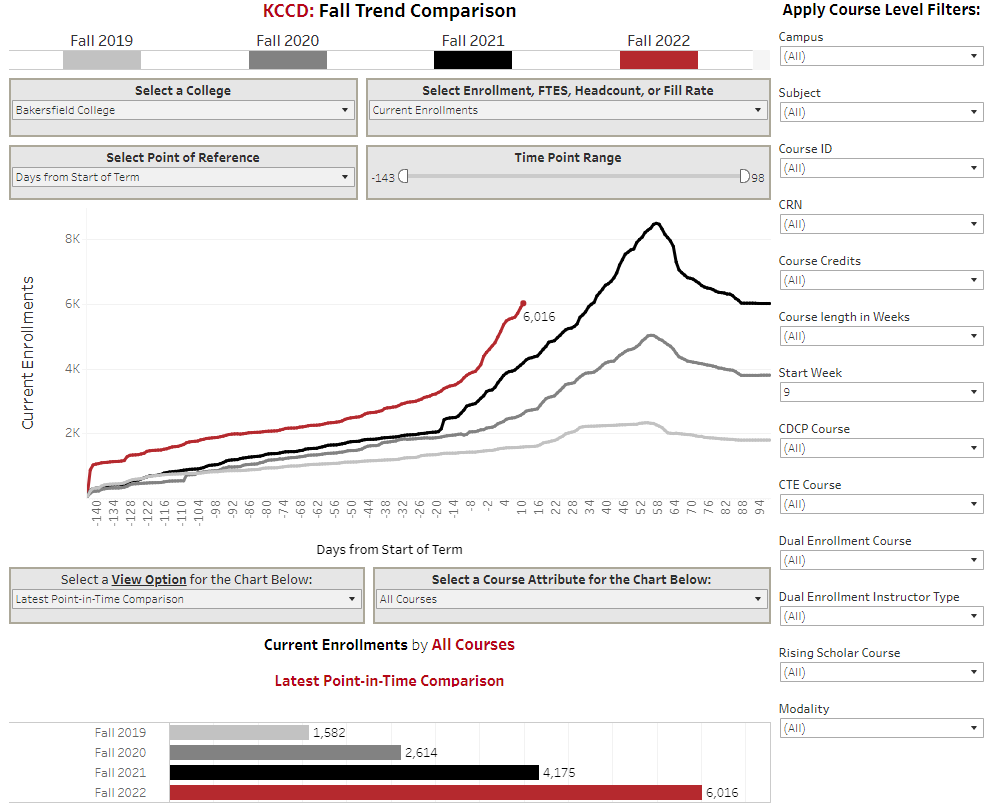 KCCD: Fall Trend Comparison
Fall 2019 Fall 2020 Fall 2021 Fall 2022
Select a College
Bakersfield College
Select Enrollment, FTES, Headcount, or Fill Rate
Current Enrollments
Select Point of Reference
Days from Start of Term
Time Point Range
-143 98
8K
6K
4K
2K
Current Enrollments
6,016
-140 -134 -128 -122 -116 -110 -104 -98 -92 -86 -80 -74 -68 -62 -56 -50 -44 -38 -32 -26 -20 -14 -8 -2 4 10 16 22 28 34 40 46 52 58 64 70 76 82 88 94
Days from Start of Term
Select a View Option for the Chart Below:
Latest Point-in-Time Comparison
Select a Course Attribute for the Chart Below:
All Courses
Current Enrollments by All Courses
Latest Point-in-Time Comparison
Fall 2019 1,582
Fall 2020 2,614
Fall 2021 4,175
Fall 2022 6,016
Apply Course Level Filters:
Campus
(All)
Subject
(All)
Course ID
(All)
CRN
(All)
Course Credits
(All)
Course length in Weeks
(All)
Start Week
9
CDCP Course
(All)
CTE Course
(All)
Dual Enrollment Course
(All)
Dual Enrollment Instructor Type
(All)
Rising Scholar Course
(All)
Modality
(All)